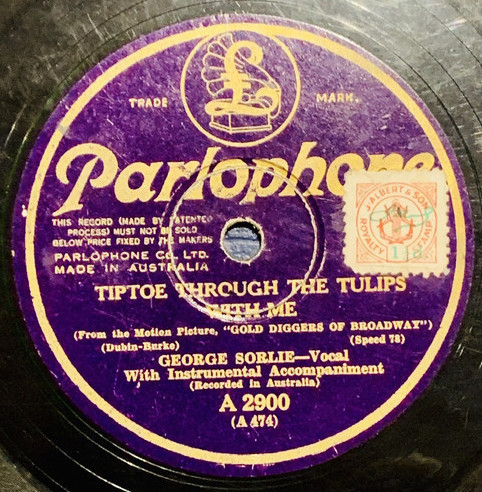 TRADE MARK.
Parlophone
THIS RECORD (MADE BY PATENTED
PROCESS) MUST NOT BE SOLD
BELOW PRICE FIXED BY THE MAKERS
PARLOPHONE CO. LTD.
MADE IN AUSTRALIA
J. ALBERT & SON
ROYALTY
STAMP
TIPTOE THROUGH THE TULIPS
WITH ME
(From the Motion Picture, "GOLD DIGGERS OF BROADWAY")
(Dubin-Burke) (Speed 78)
GEORGE SORLIE—Vocal
With Instrumental Accompaniment
(Recorded in Australia)
A 2900
(A 474)